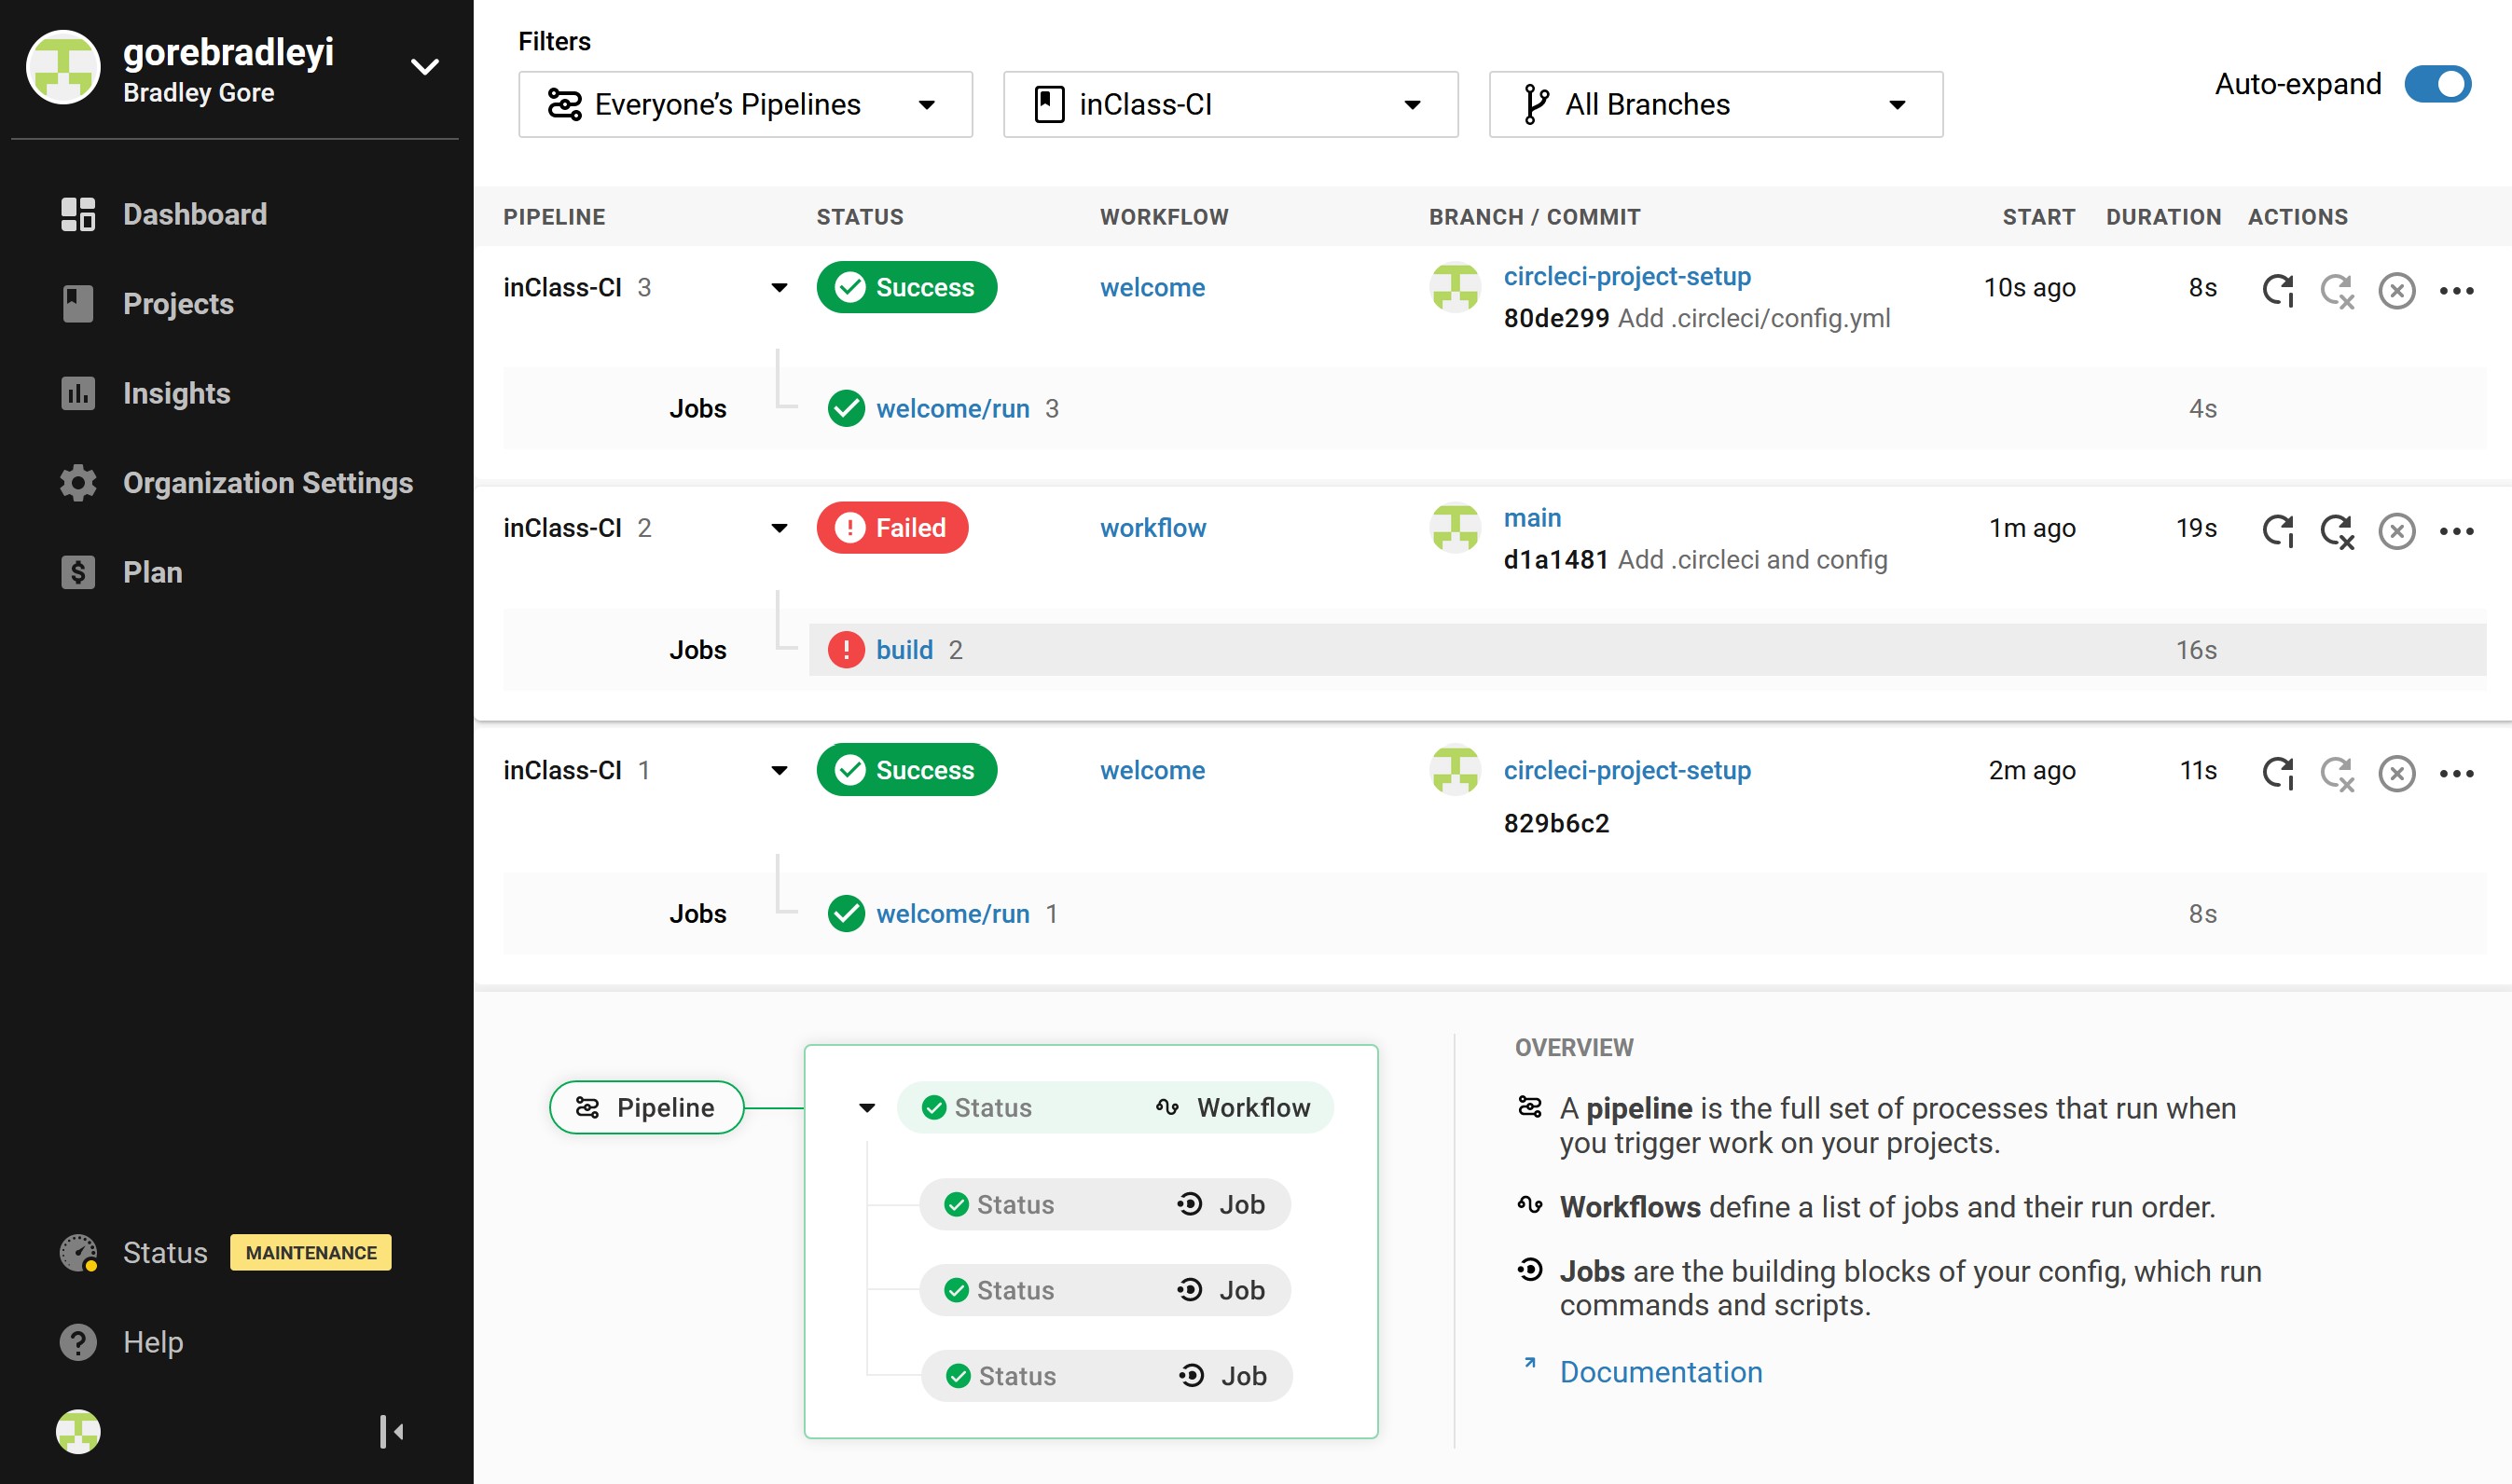 gorebradleyi
Bradley Gore
Dashboard
Projects
Insights
Organization Settings
Plan
Status MAINTENANCE
Help
Filters
Everyone’s Pipelines
inClass-CI
All Branches
Auto-expand
PIPELINE STATUS WORKFLOW BRANCH / COMMIT START DURATION ACTIONS
inClass-CI 3 Success welcome circleci-project-setup 10s ago 8s
80de299 Add .circleci/config.yml
Jobs welcome/run 3 4s
inClass-CI 2 Failed workflow main 1m ago 19s
d1a1481 Add .circleci and config
Jobs build 2 16s
inClass-CI 1 Success welcome circleci-project-setup 2m ago 11s
829b6c2
Jobs welcome/run 1 8s
Pipeline
Status Workflow
Status Job
Status Job
Status Job
OVERVIEW
A pipeline is the full set of processes that run when
you trigger work on your projects.
Workflows define a list of jobs and their run order.
Jobs are the building blocks of your config, which run
commands and scripts.
Documentation